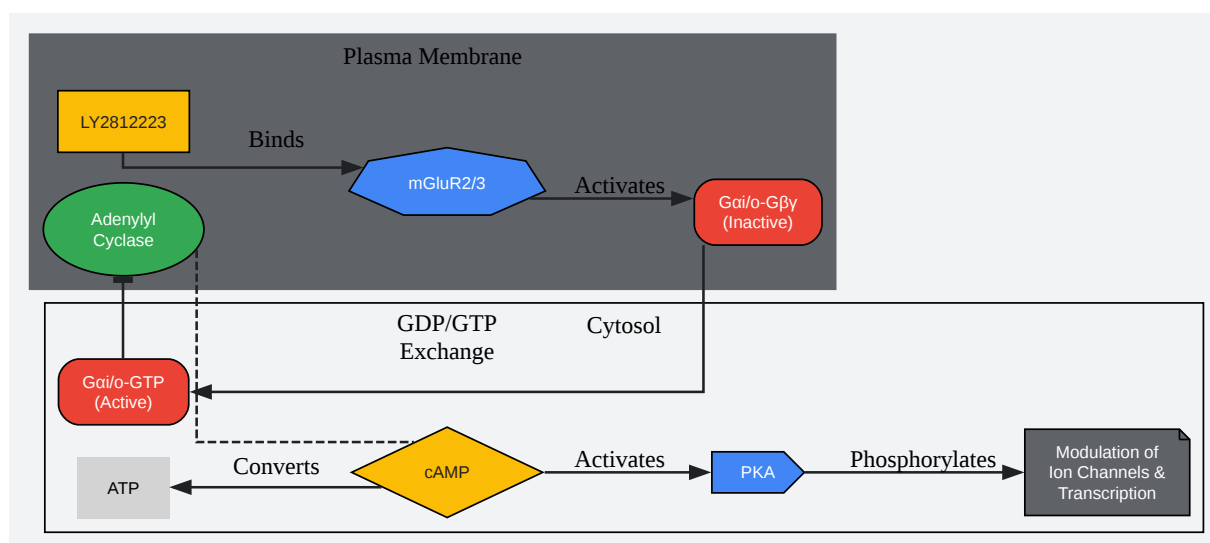 Plasma Membrane
LY2812223
Binds
mGluR2/3
Activates
Gαi/o-Gβγ
(Inactive)
Adenylyl
Cyclase
GDP/GTP
Exchange
Cytosol
Gαi/o-GTP
(Active)
ATP
Converts
cAMP
Activates
PKA
Phosphorylates
Modulation of
Ion Channels &
Transcription